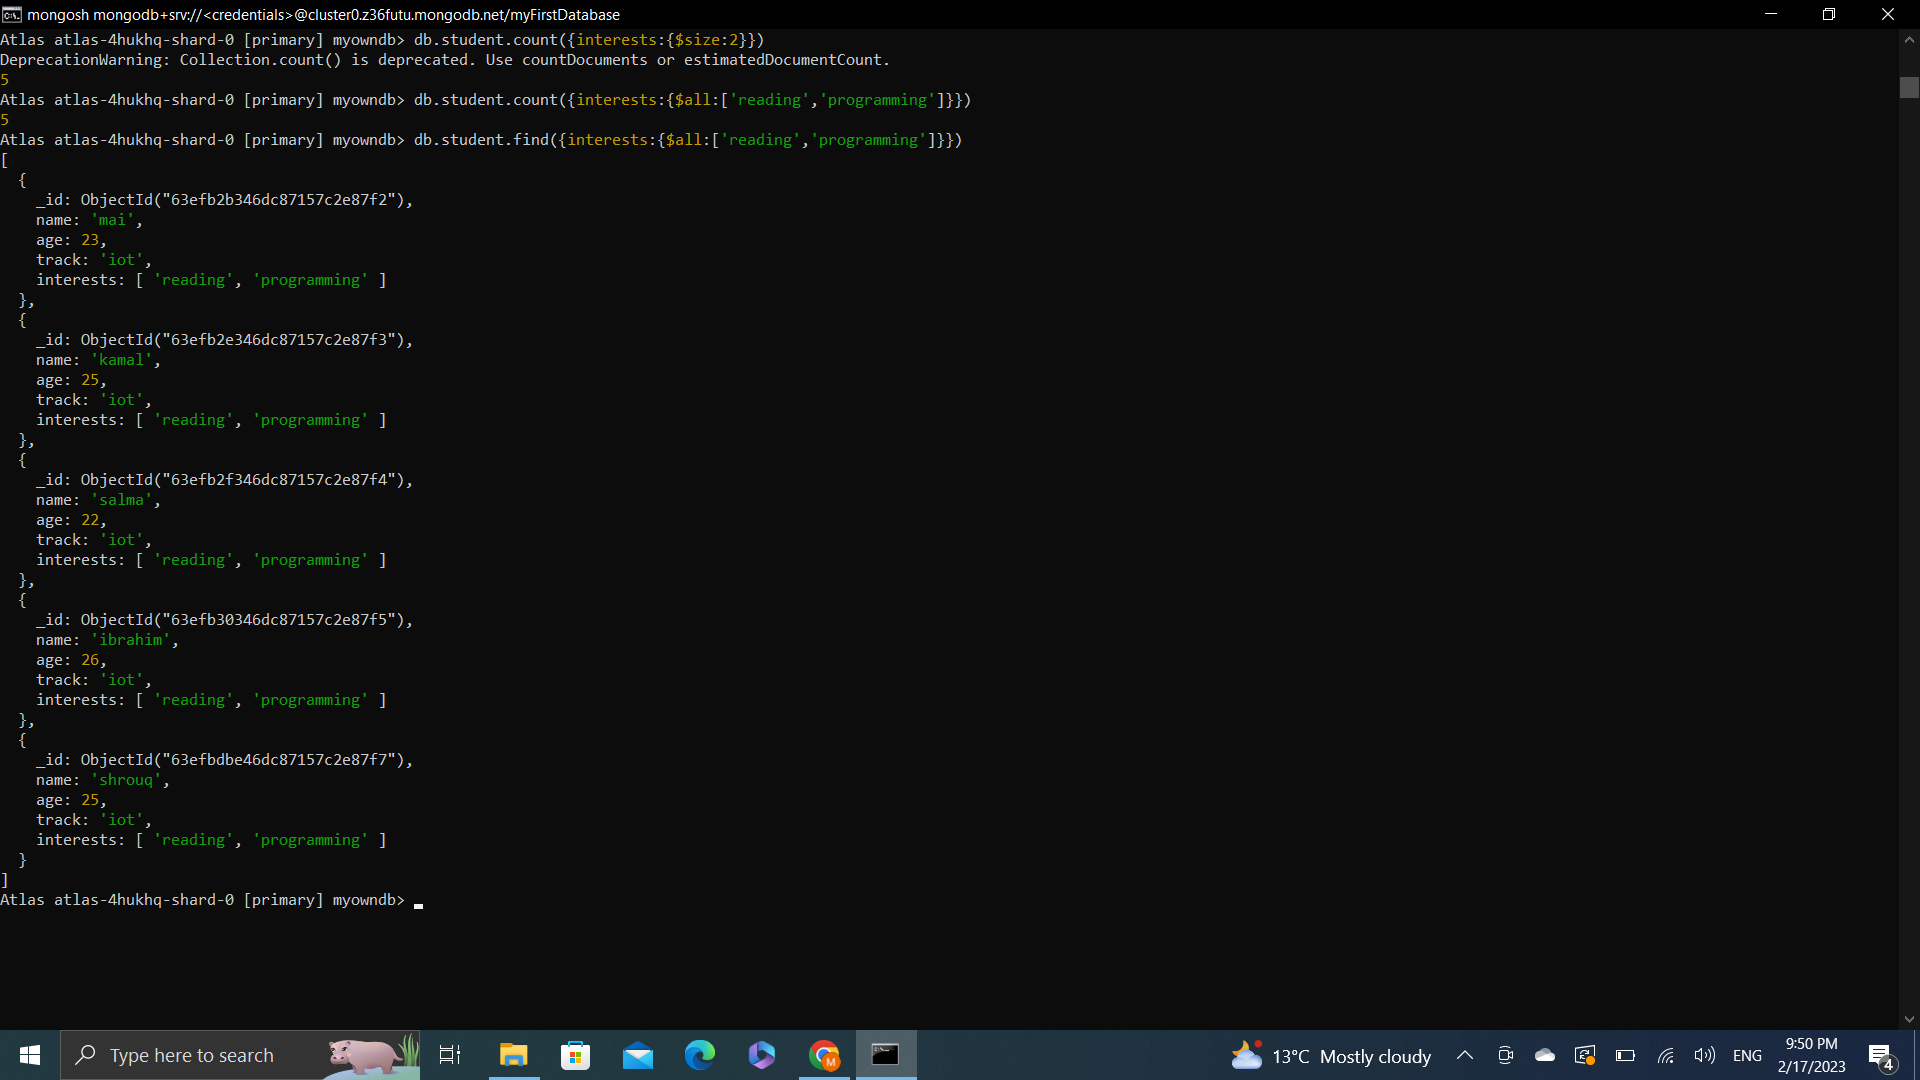 mongosh mongodb+srv://<credentials>@cluster0.z36futu.mongodb.net/myFirstDatabase
Atlas atlas-4hukhq-shard-0 [primary] myowndb> db.student.count({interests:{$size:2}})
DeprecationWarning: Collection.count() is deprecated. Use countDocuments or estimatedDocumentCount.
5
Atlas atlas-4hukhq-shard-0 [primary] myowndb> db.student.count({interests:{$all:['reading','programming']}})
5
Atlas atlas-4hukhq-shard-0 [primary] myowndb> db.student.find({interests:{$all:['reading','programming']}})
[
  {
    _id: ObjectId("63efb2b346dc87157c2e87f2"),
    name: 'mai',
    age: 23,
    track: 'iot',
    interests: [ 'reading', 'programming' ]
  },
  {
    _id: ObjectId("63efb2e346dc87157c2e87f3"),
    name: 'kamal',
    age: 25,
    track: 'iot',
    interests: [ 'reading', 'programming' ]
  },
  {
    _id: ObjectId("63efb2f346dc87157c2e87f4"),
    name: 'salma',
    age: 22,
    track: 'iot',
    interests: [ 'reading', 'programming' ]
  },
  {
    _id: ObjectId("63efb30346dc87157c2e87f5"),
    name: 'ibrahim',
    age: 26,
    track: 'iot',
    interests: [ 'reading', 'programming' ]
  },
  {
    _id: ObjectId("63efbdbe46dc87157c2e87f7"),
    name: 'shrouq',
    age: 25,
    track: 'iot',
    interests: [ 'reading', 'programming' ]
  }
]
Atlas atlas-4hukhq-shard-0 [primary] myowndb>
Type here to search
M
13°C Mostly cloudy
ENG
9:50 PM
2/17/2023
4